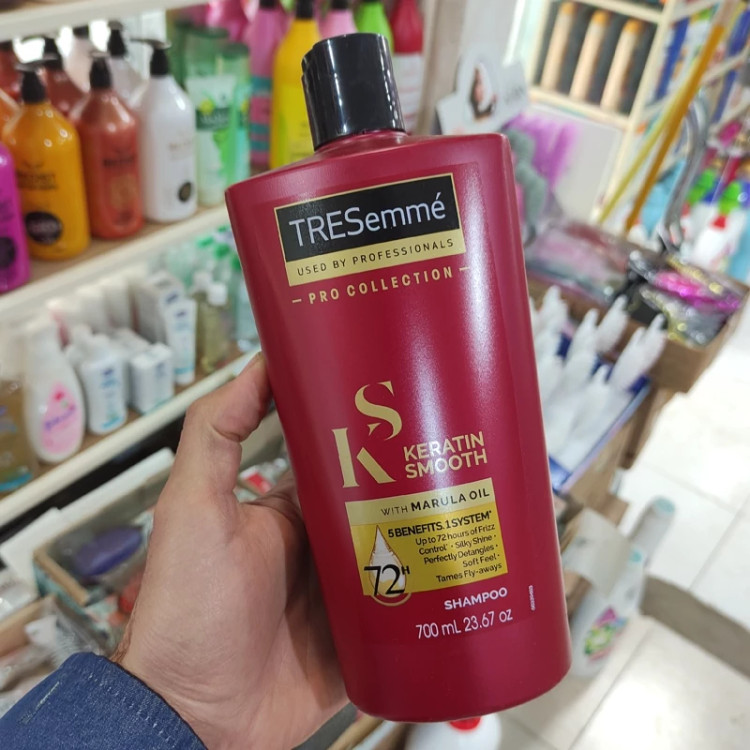 TRESemmé
USED BY PROFESSIONALS
PRO COLLECTION
KS
KERATIN
SMOOTH
WITH MARULA OIL
5 BENEFITS, 1 SYSTEM*
Up to 72 hours of Frizz
Control* • Silky Shine •
Perfectly Detangles •
Soft Feel •
Tames Fly-aways
72H
SHAMPOO
700 mL 23.67 oz